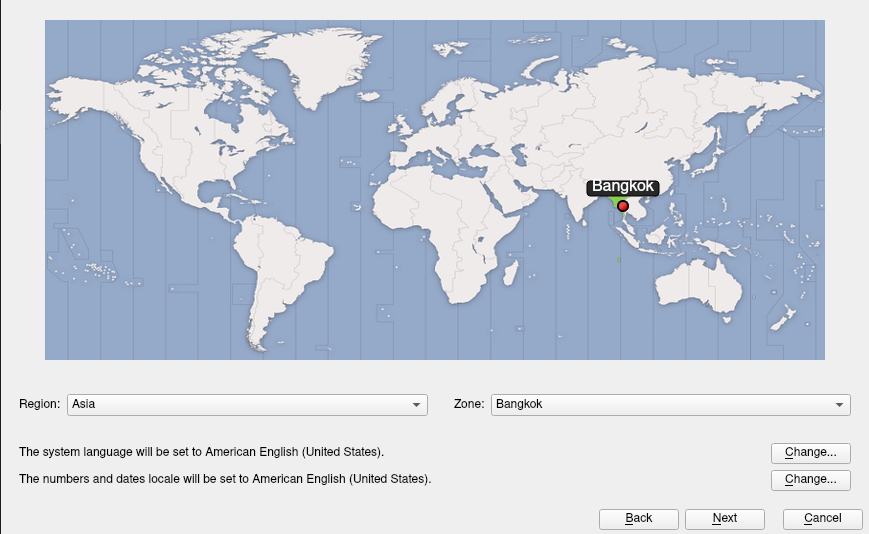 Bangkok
Region: Asia Zone: Bangkok
The system language will be set to American English (United States). Change...
The numbers and dates locale will be set to American English (United States). Change...
Back Next Cancel